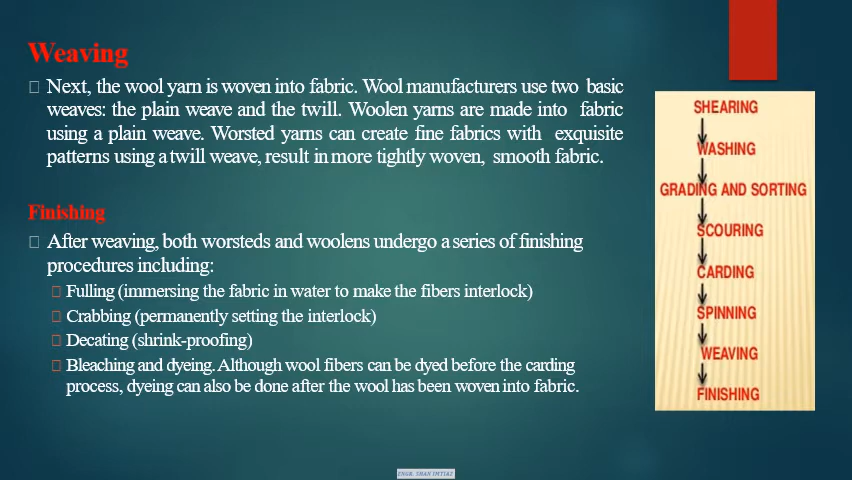 Weaving
Next, the wool yarn is woven into fabric. Wool manufacturers use two basic
weaves: the plain weave and the twill. Woolen yarns are made into fabric
using a plain weave. Worsted yarns can create fine fabrics with exquisite
patterns using a twill weave, result in more tightly woven, smooth fabric.
Finishing
After weaving, both worsteds and woolens undergo a series of finishing
procedures including:
Fulling (immersing the fabric in water to make the fibers interlock)
Crabbing (permanently setting the interlock)
Decating (shrink-proofing)
Bleaching and dyeing. Although wool fibers can be dyed before the carding
process, dyeing can also be done after the wool has been woven into fabric.
SHEARING
WASHING
GRADING AND SORTING
SCOURING
CARDING
SPINNING
WEAVING
FINISHING
ENGR. SHAN IMTIAZ